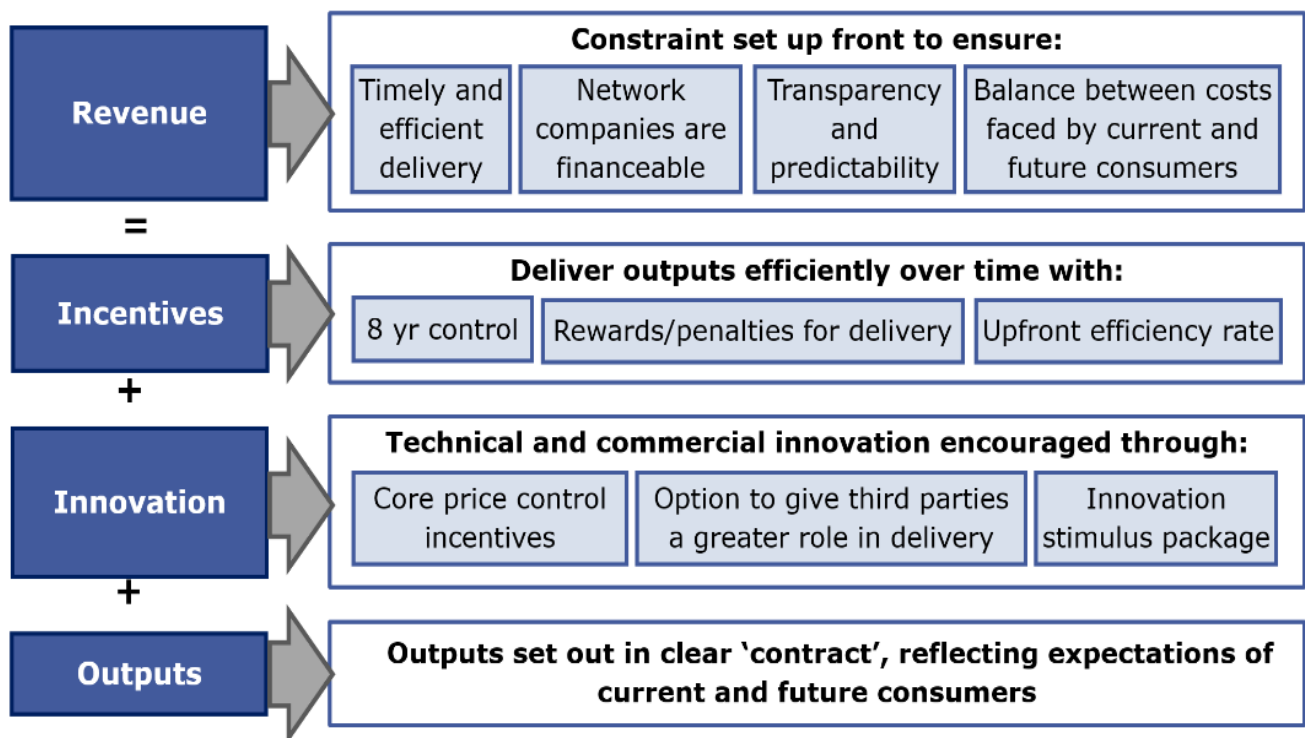 Revenue
Constraint set up front to ensure:
Timely and
efficient
delivery
Network
companies are
financeable
Transparency
and
predictability
Balance between costs
faced by current and
future consumers
=
Incentives
Deliver outputs efficiently over time with:
8 yr control
Rewards/penalties for delivery
Upfront efficiency rate
+
Innovation
Technical and commercial innovation encouraged through:
Core price control
incentives
Option to give third parties
a greater role in delivery
Innovation
stimulus package
+
Outputs
Outputs set out in clear ‘contract’, reflecting expectations of
current and future consumers